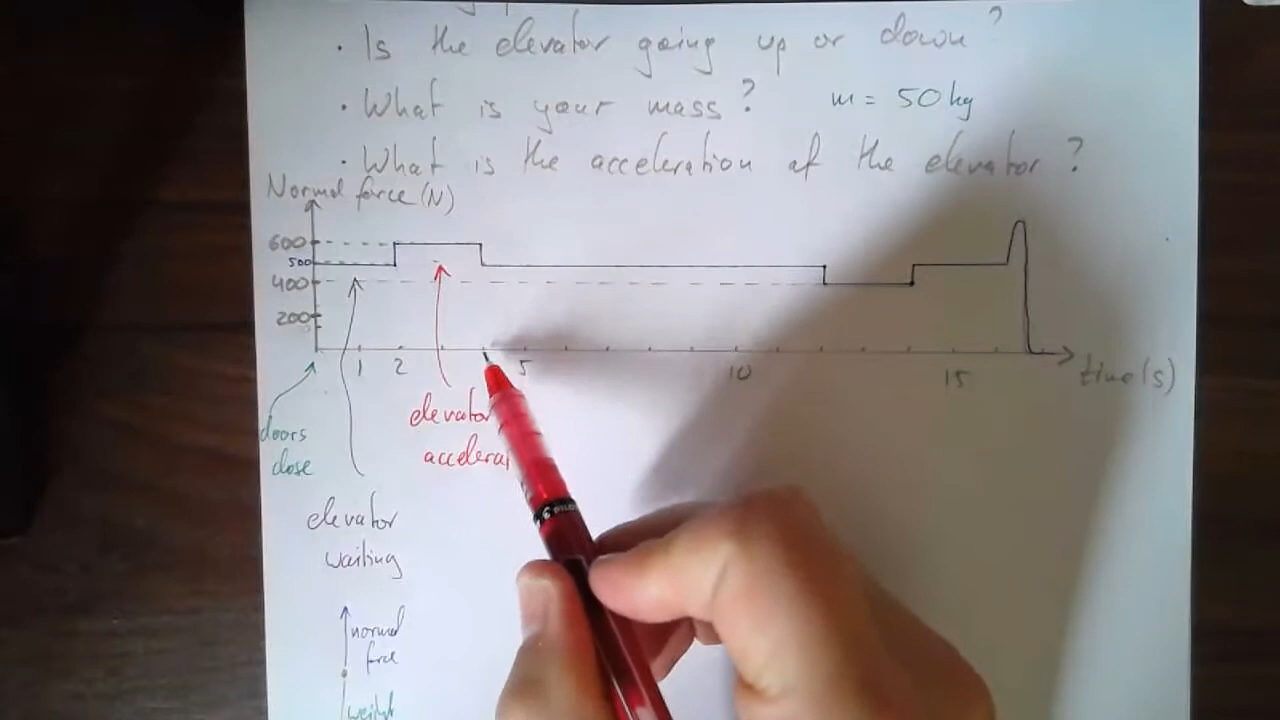 · Is the elevator going up or down?
· What is your mass? m = 50 kg
· What is the acceleration of the elevator?
Normal force (N)
600
500
400
200
1 2 5 10 15 time (s)
doors
close
elevator
accelerat
elevator
waiting
normal
force
weight